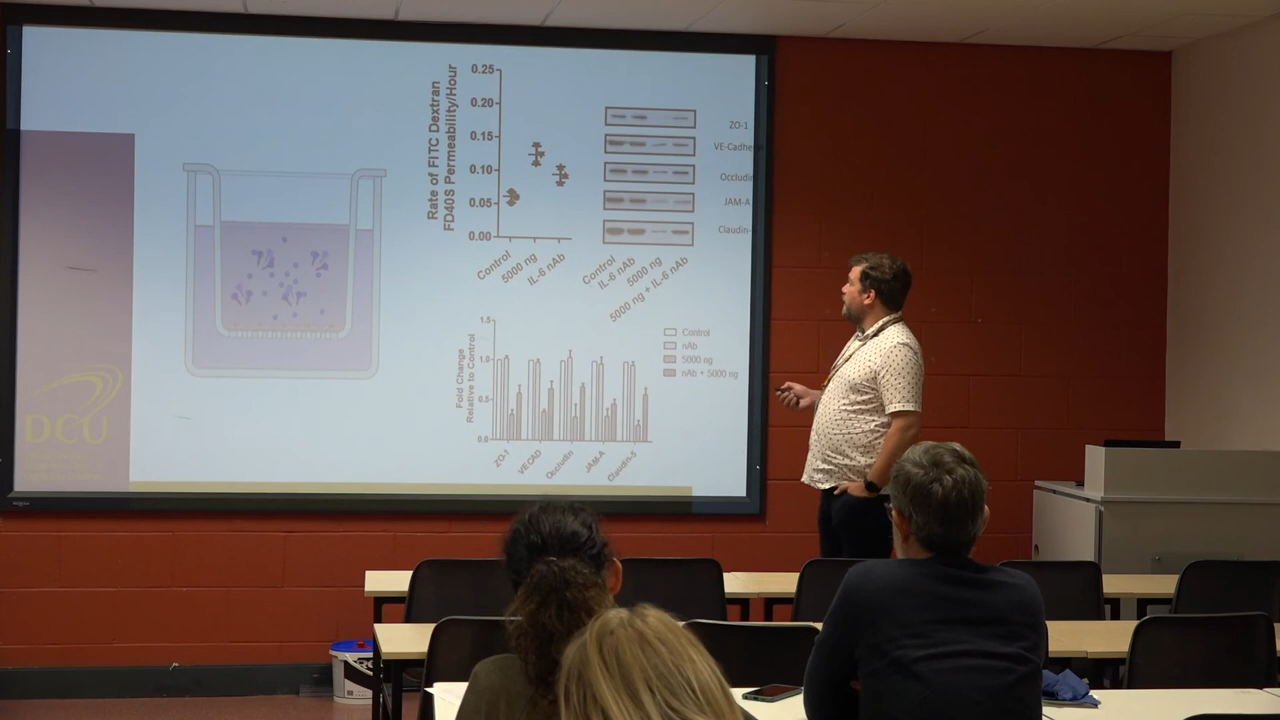 Rate of FITC Dextran
FD40S Permeability/Hour
0.25
0.20
0.15
0.10
0.05
0.00
Control
5000 ng
IL-6 nAb
ZO-1
VE-Cadhe
Occludin
JAM-A
Claudin-
Control
IL-6 nAb
5000 ng
5000 ng + IL-6 nAb
Fold Change
Relative to Control
1.5
1.0
0.5
0.0
ZO-1
VE CAD
Occludin
JAM-A
Claudin-5
Control
nAb
5000 ng
nAb + 5000 ng
DCU